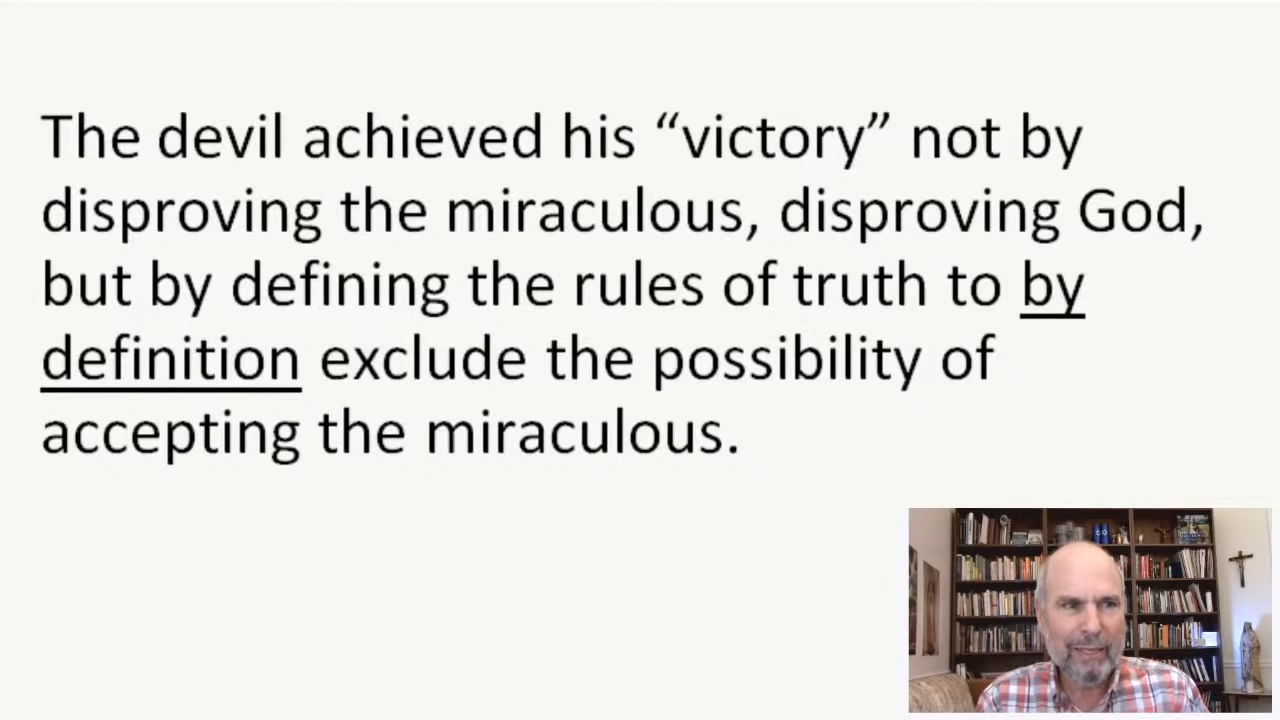 The devil achieved his “victory” not by
disproving the miraculous, disproving God,
but by defining the rules of truth to by
definition exclude the possibility of
accepting the miraculous.